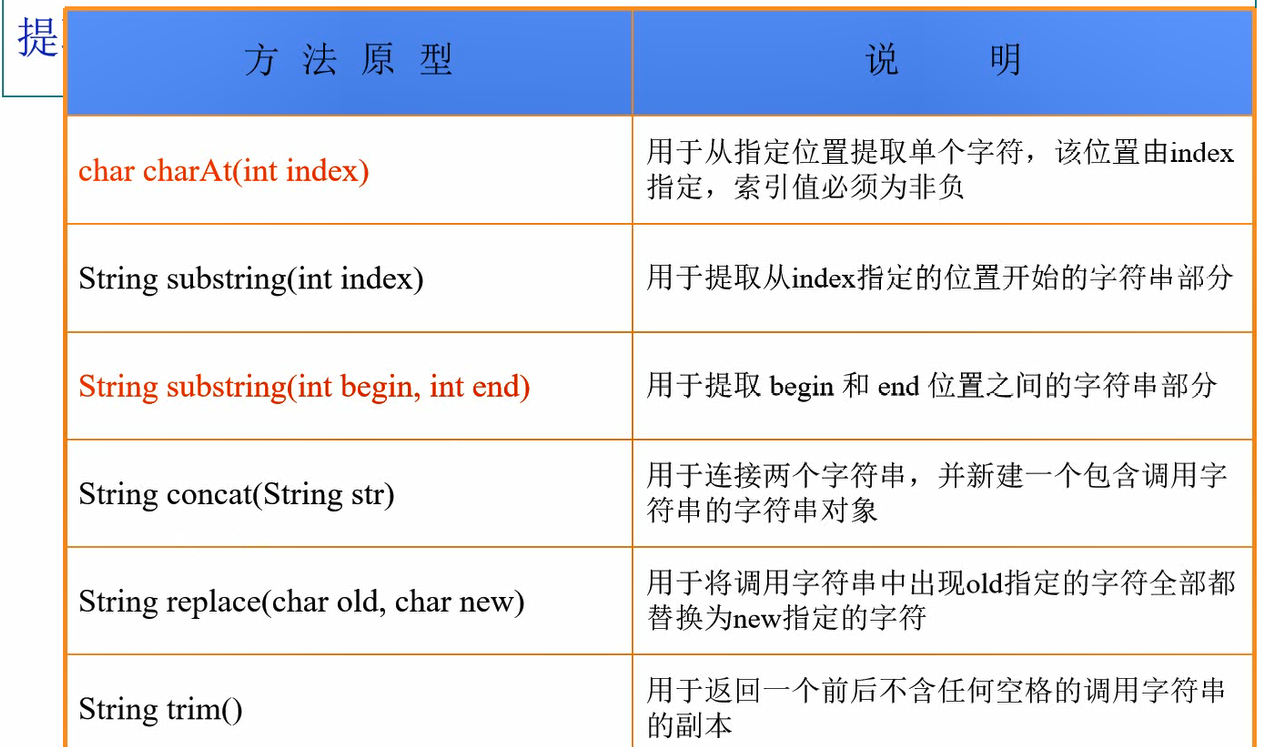 提
方 法 原 型
说 明
char charAt(int index)
用于从指定位置提取单个字符，该位置由index
指定，索引值必须为非负
String substring(int index)
用于提取从index指定的位置开始的字符串部分
String substring(int begin, int end)
用于提取 begin 和 end 位置之间的字符串部分
String concat(String str)
用于连接两个字符串，并新建一个包含调用字
符串的字符串对象
String replace(char old, char new)
用于将调用字符串中出现old指定的字符全部都
替换为new指定的字符
String trim()
用于返回一个前后不含任何空格的调用字符串
的副本